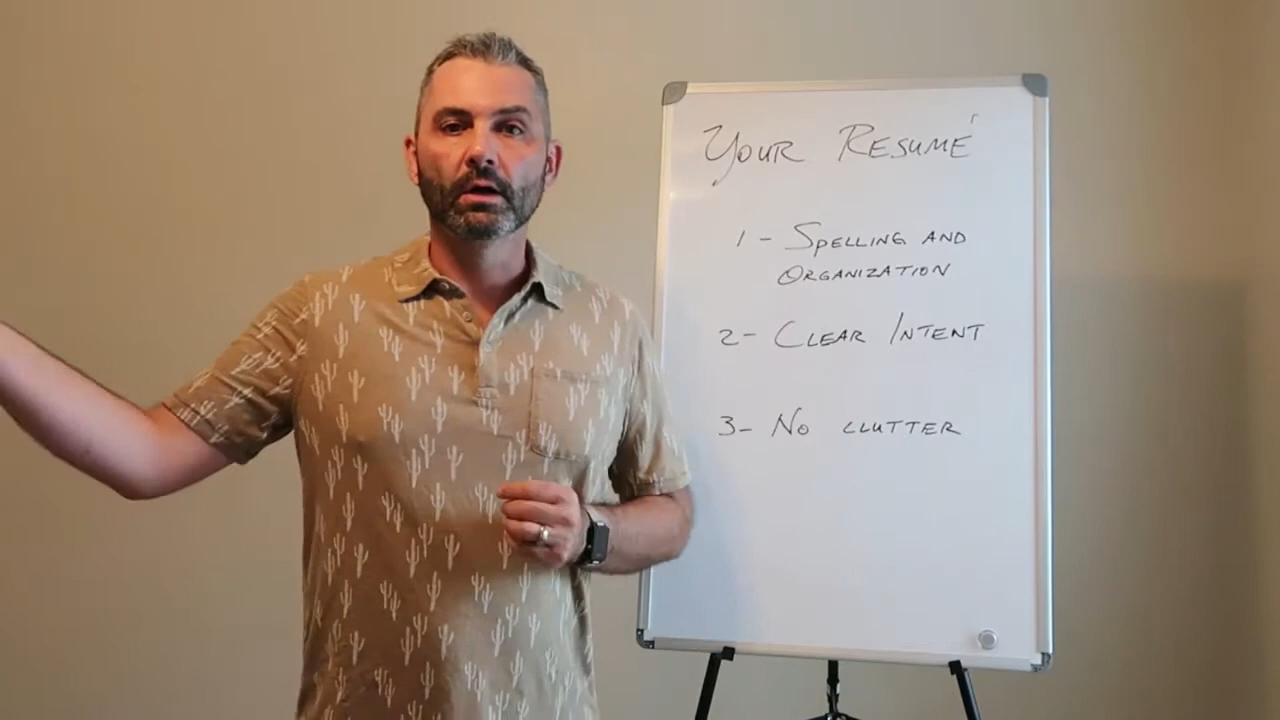 YOUR RESUMÉ
1 - SPELLING AND
ORGANIZATION
2- CLEAR INTENT
3- NO CLUTTER